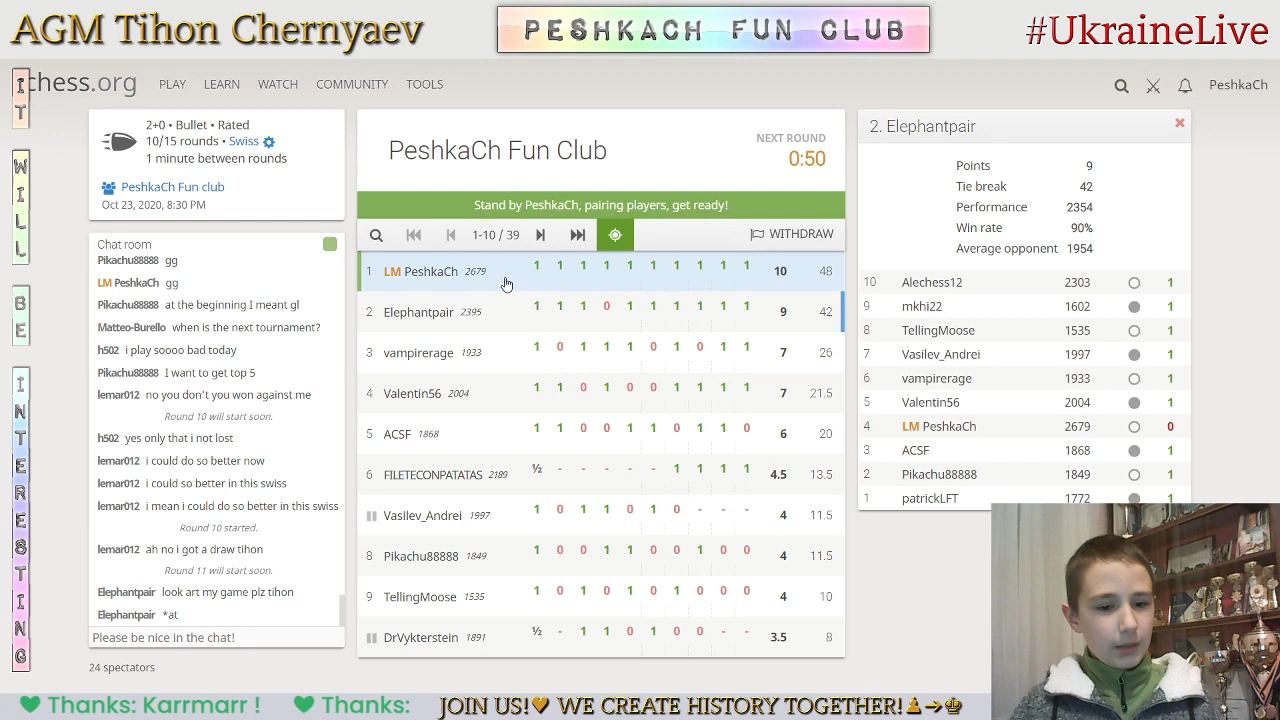 AGM Tihon Chernyaev
PESHKACH FUN CLUB
#UkraineLive
IT
WILL
BE
INTERESTING
chess.org
PLAY LEARN WATCH COMMUNITY TOOLS
PeshkaCh
2+0 • Bullet • Rated
10/15 rounds • Swiss
1 minute between rounds
PeshkaCh Fun club
Oct 23, 2020, 8:30 PM
Chat room
Pikachu88888 gg
LM PeshkaCh gg
Pikachu88888 at the beginning I meant gl
Matteo-Burello when is the next tournament?
h502 i play soooo bad today
Pikachu88888 I want to get top 5
lemar012 no you don't you won against me
Round 10 will start soon.
h502 yes only that i not lost
lemar012 i could do so better now
lemar012 i could so better in this swiss
lemar012 i mean i could do so better in this swiss
Round 10 started.
lemar012 ah no i got a draw tihon
Round 11 will start soon.
Elephantpair look art my game plz tihon
Elephantpair *at
Please be nice in the chat!
24 spectators
PeshkaCh Fun Club
NEXT ROUND
0:50
Stand by PeshkaCh, pairing players, get ready!
1-10 / 39
WITHDRAW
1 LM PeshkaCh 2679 1 1 1 1 1 1 1 1 1 1 10 48
2 Elephantpair 2395 1 1 1 0 1 1 1 1 1 1 9 42
3 vampirerage 1933 1 0 1 1 1 0 1 0 1 1 7 26
4 Valentin56 2004 1 1 0 1 0 0 1 1 1 1 7 21.5
5 ACSF 1868 1 1 0 0 1 1 0 1 1 0 6 20
6 FILETECONPATATAS 2189 ½ - - - - - 1 1 1 1 4.5 13.5
Vasilev_Andrei 1997 1 0 1 1 0 1 0 - - - 4 11.5
8 Pikachu88888 1849 1 0 0 1 1 0 0 1 0 0 4 11.5
9 TellingMoose 1535 1 0 1 0 1 0 1 0 0 0 4 10
DrVykterstein 1891 ½ - 1 1 0 1 0 0 - - 3.5 8
2. Elephantpair
Points 9
Tie break 42
Performance 2354
Win rate 90%
Average opponent 1954
10 Alechess12 2303 1
9 mkhi22 1602 1
8 TellingMoose 1535 1
7 Vasilev_Andrei 1997 1
6 vampirerage 1933 1
5 Valentin56 2004 1
4 LM PeshkaCh 2679 0
3 ACSF 1868 1
2 Pikachu88888 1849 1
1 patrickLFT 1772 1
Thanks: Karrmarr ! Thanks:
JOIN US! WE CREATE HISTORY TOGETHER!